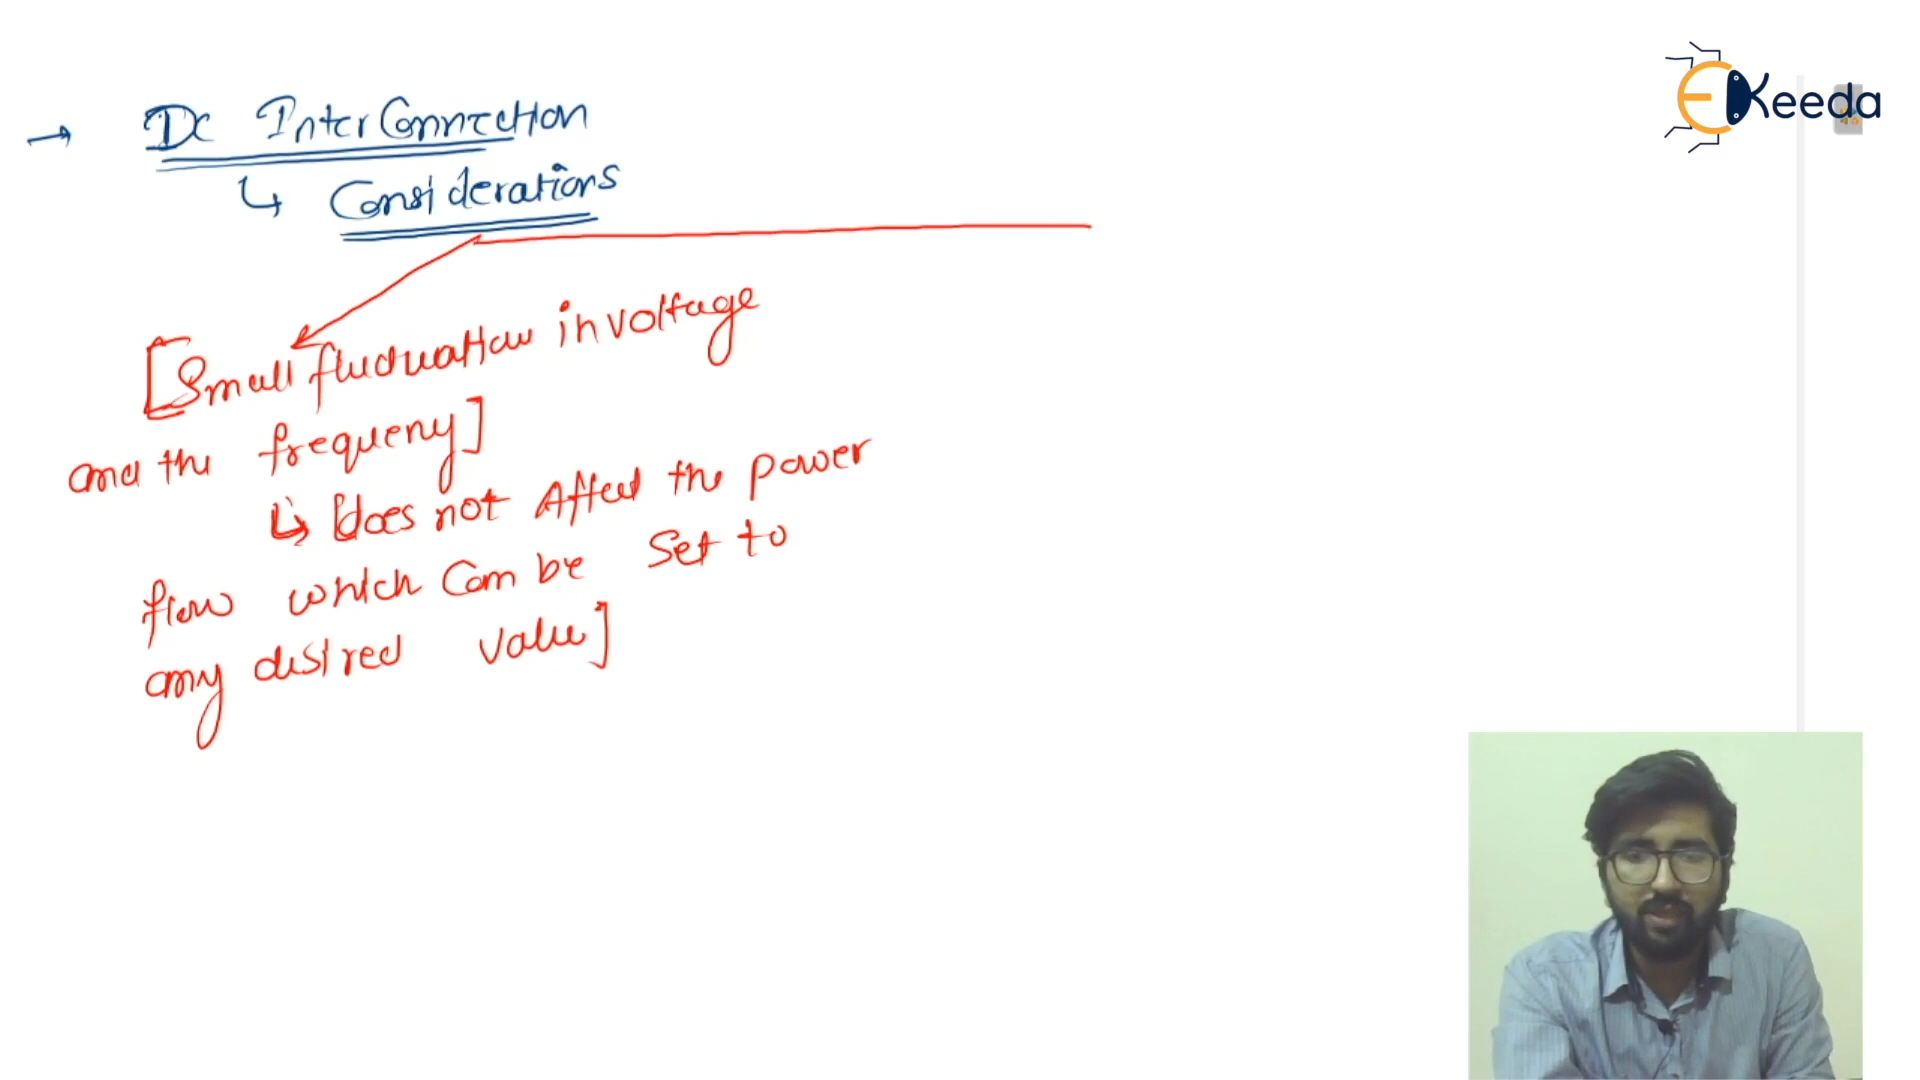 → DC InterConnection
↳ Considerations
[Small fluctuation in voltage
and the frequeny]
↳ [does not Affect the power
flow which Can be Set to
any desired value]
EKeeda